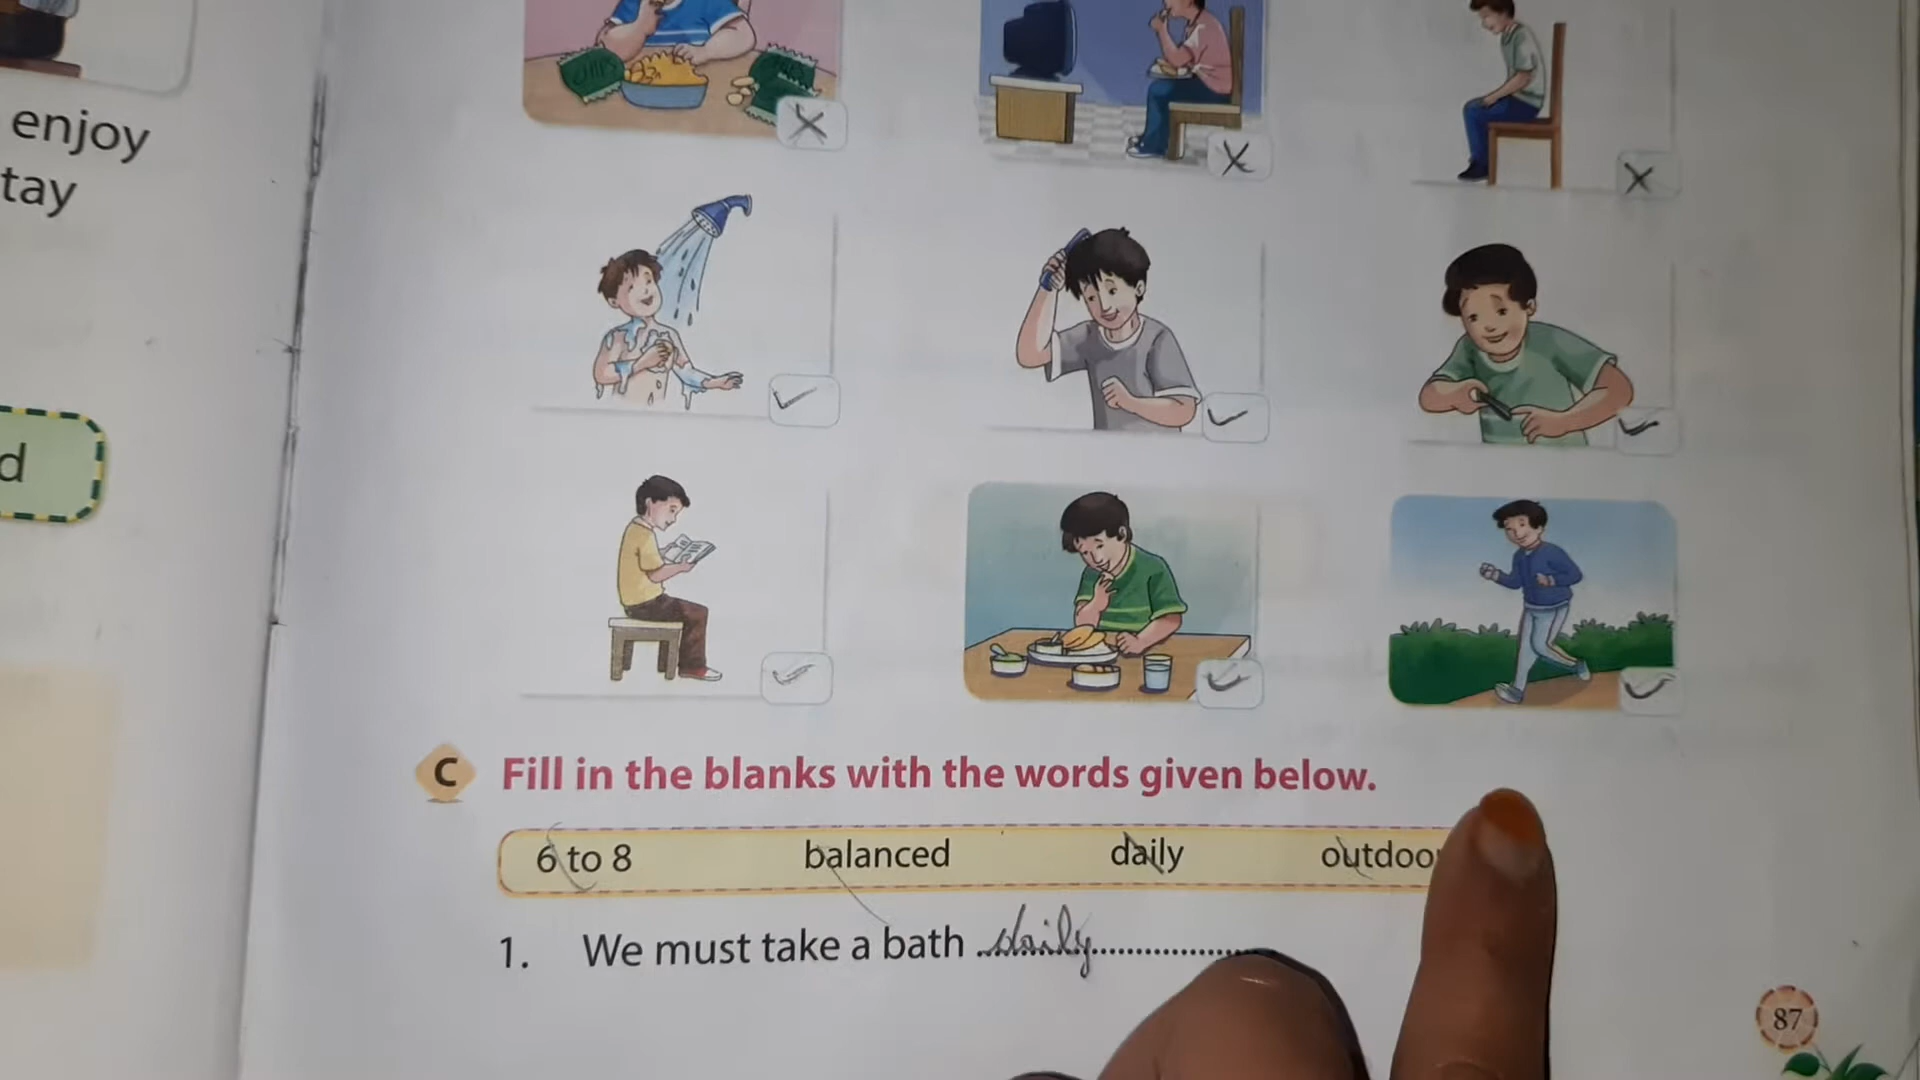 enjoy
tay
d
C Fill in the blanks with the words given below.
6 to 8 balanced daily outdoor
1. We must take a bath daily
87